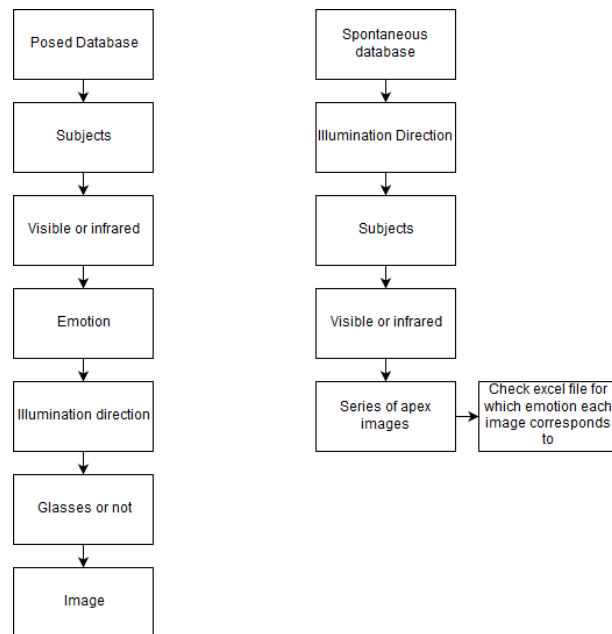 Posed Database
Subjects
Visible or infrared
Emotion
Illumination direction
Glasses or not
Image
Spontaneous
database
Illumination Direction
Subjects
Visible or infrared
Series of apex
images
Check excel file for
which emotion each
image corresponds
to